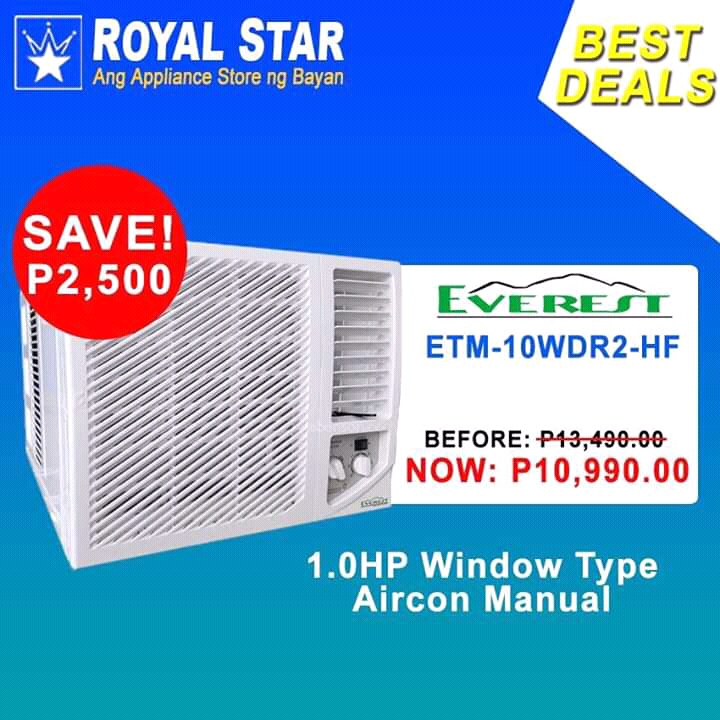 ROYAL STAR
Ang Appliance Store ng Bayan
BEST
DEALS
SAVE!
P2,500
EVEREST
ETM-10WDR2-HF
BEFORE: P13,490.00
NOW: P10,990.00
EVEREST
1.0HP Window Type
Aircon Manual